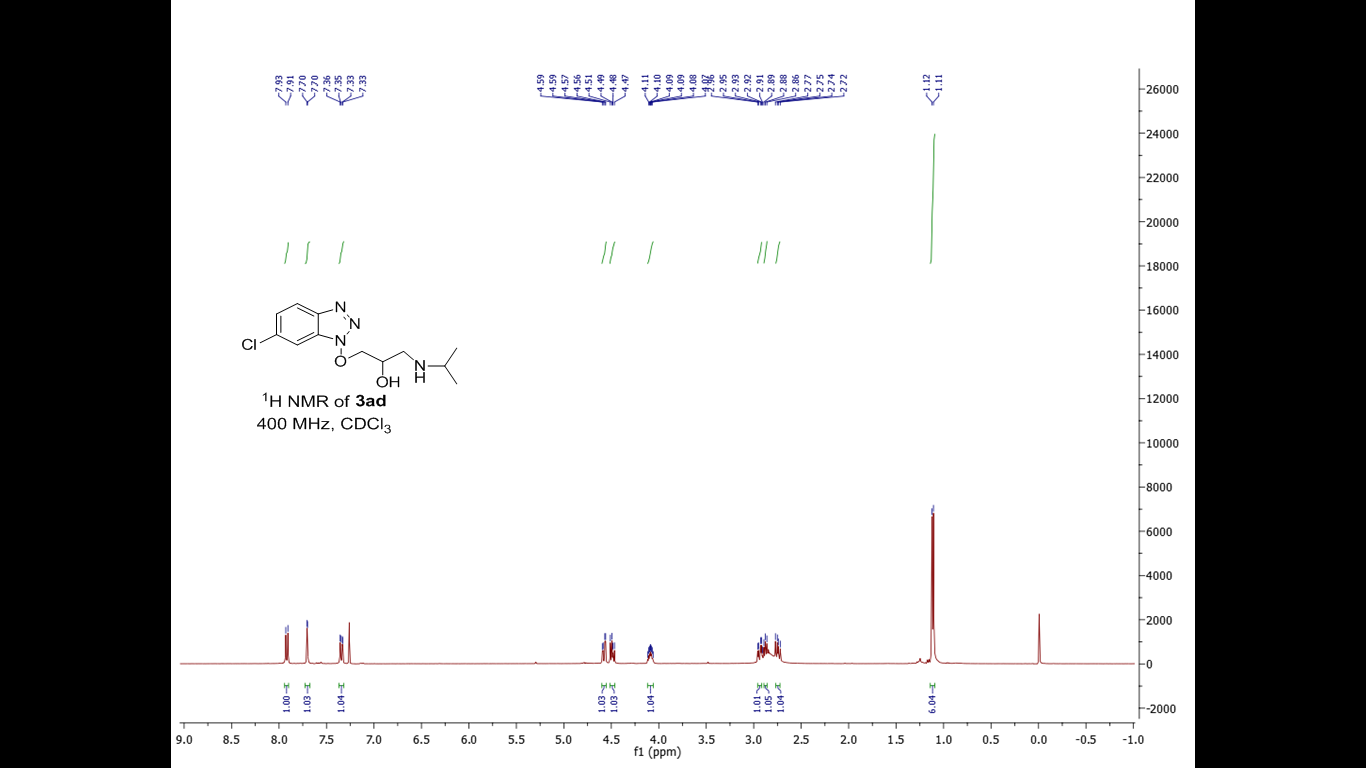 7.93 7.91 7.70 7.70 7.36 7.35 7.33 7.33 4.59 4.59 4.57 4.56 4.51 4.49 4.48 4.47 4.11 4.10 4.09 4.09 4.08 4.07 2.96 2.95 2.93 2.92 2.91 2.89 2.88 2.86 2.77 2.75 2.74 2.72 1.12 1.11
26000
24000
22000
20000
18000
16000
14000
12000
10000
8000
6000
4000
2000
0
-2000
N
N
Cl
N
O
N
H
OH
¹H NMR of 3ad
400 MHz, CDCl₃
1.00 1.03 1.04 1.03 1.03 1.04 1.01 1.05 1.04 6.04
9.0 8.5 8.0 7.5 7.0 6.5 6.0 5.5 5.0 4.5 4.0 3.5 3.0 2.5 2.0 1.5 1.0 0.5 0.0 -0.5 -1.0
f1 (ppm)